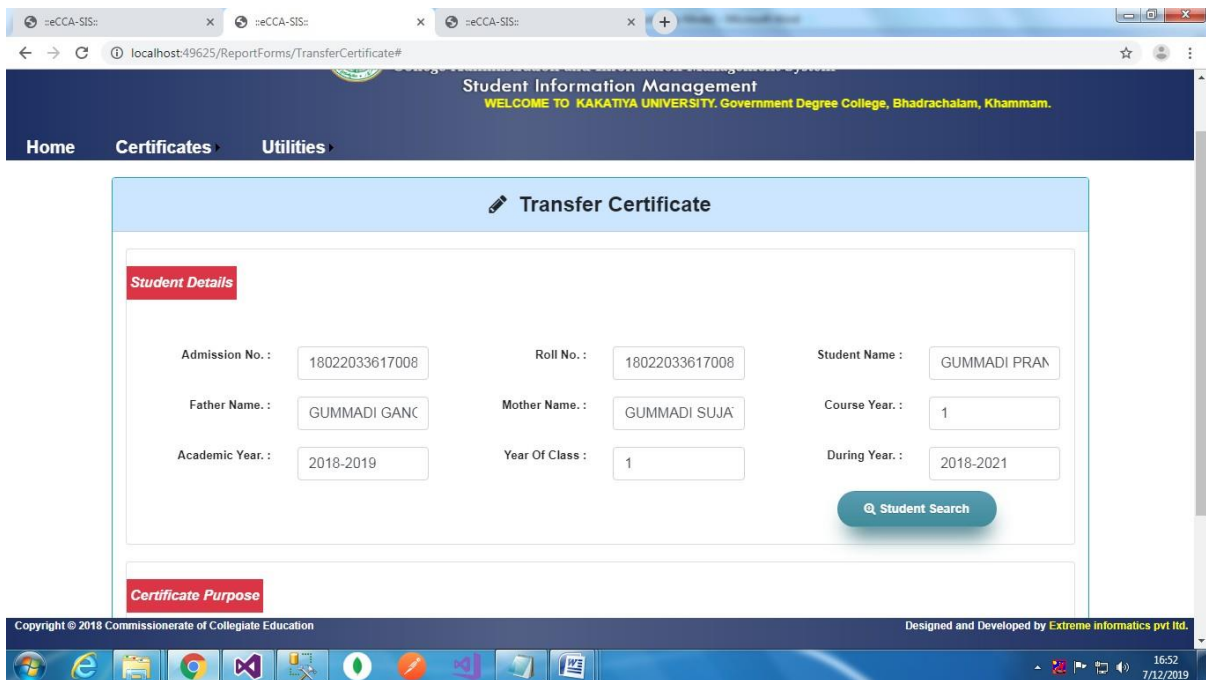 ::eCCA-SIS:: ::eCCA-SIS:: ::eCCA-SIS::
localhost:49625/ReportForms/TransferCertificate#
Student Information Management
WELCOME TO KAKATIYA UNIVERSITY. Government Degree College, Bhadrachalam, Khammam.
Home Certificates Utilities
Transfer Certificate
Student Details
Admission No. : 18022033617008 Roll No. : 18022033617008 Student Name : GUMMADI PRAN
Father Name. : GUMMADI GANG Mother Name. : GUMMADI SUJA Course Year. : 1
Academic Year. : 2018-2019 Year Of Class : 1 During Year. : 2018-2021
Student Search
Certificate Purpose
Copyright © 2018 Commissionerate of Collegiate Education Designed and Developed by Extreme informatics pvt ltd.
16:52
7/12/2019